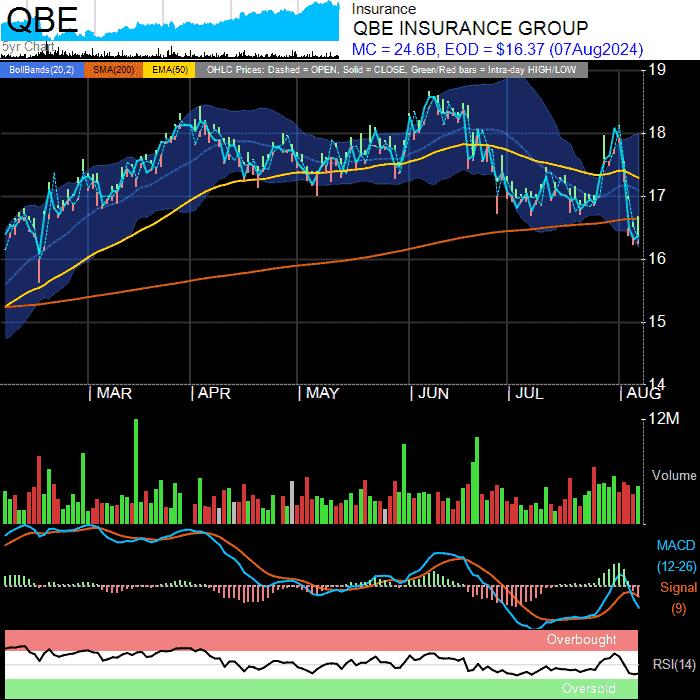 QBE
5yr Chart
Insurance
QBE INSURANCE GROUP
MC = 24.6B, EOD = $16.37 (07Aug2024)
BollBands(20,2) SMA(200) EMA(50) OHLC Prices: Dashed = OPEN, Solid = CLOSE, Green/Red bars = Intra-day HIGH/LOW
19
18
17
16
15
14
| MAR | APR | MAY | JUN | JUL | AUG
12M
Volume
MACD
(12-26)
Signal
(9)
Overbought
RSI(14)
Oversold